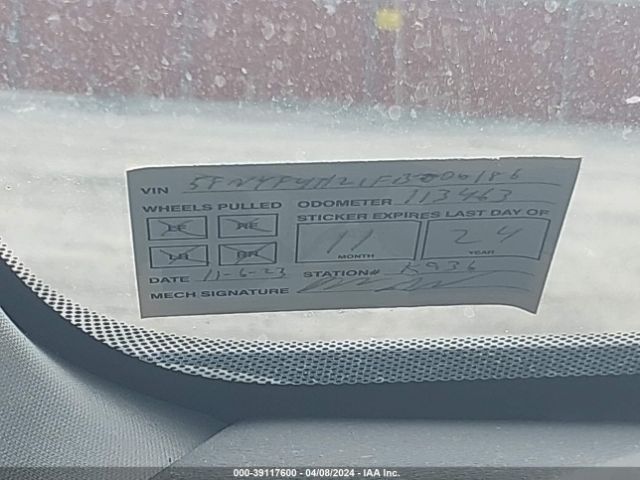 VIN 5FNYF4H21FB006186
WHEELS PULLED ODOMETER 113463
STICKER EXPIRES LAST DAY OF
LF RF 11 24
LR RR MONTH YEAR
DATE 11-6-23 STATION# K936
MECH SIGNATURE
000-39117600 - 04/08/2024 - IAA Inc.